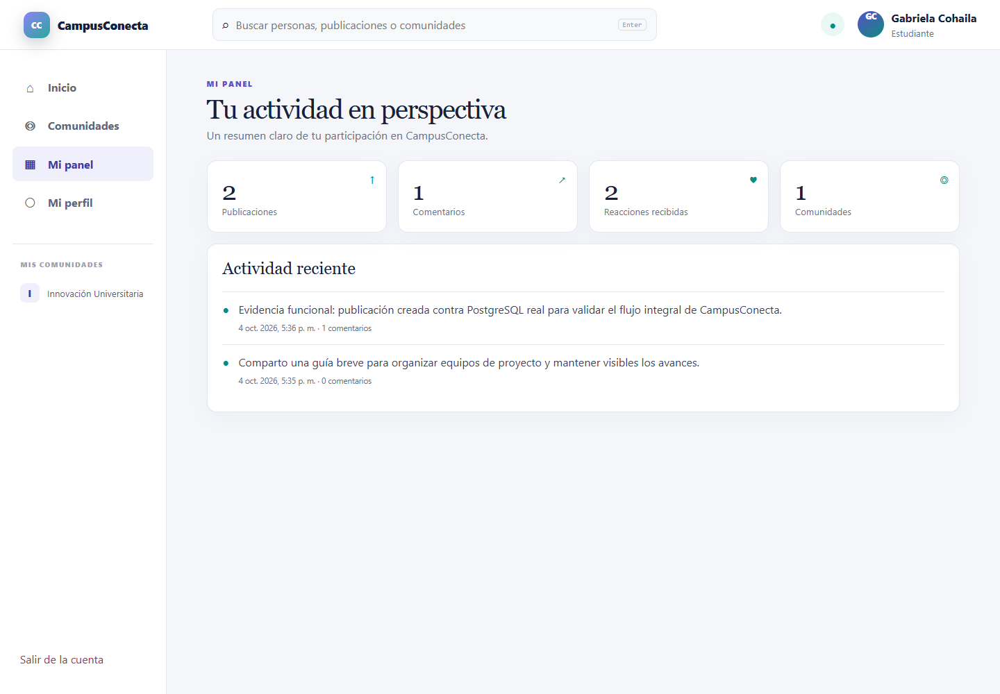 CC CampusConecta
Buscar personas, publicaciones o comunidades Enter
GC Gabriela Cohaila
Estudiante
Inicio
Comunidades
Mi panel
Mi perfil
MIS COMUNIDADES
I Innovación Universitaria
Salir de la cuenta
MI PANEL
Tu actividad en perspectiva
Un resumen claro de tu participación en CampusConecta.
2
Publicaciones
1
Comentarios
2
Reacciones recibidas
1
Comunidades
Actividad reciente
Evidencia funcional: publicación creada contra PostgreSQL real para validar el flujo integral de CampusConecta.
4 oct. 2026, 5:36 p. m. · 1 comentarios
Comparto una guía breve para organizar equipos de proyecto y mantener visibles los avances.
4 oct. 2026, 5:35 p. m. · 0 comentarios